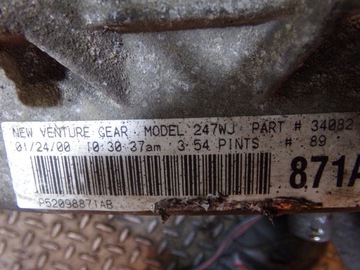 NEW VENTURE GEAR. MODEL 247WJ PART # 34082
01/24/00 10:30:37am 3.54 PINTS # 89
871A
P52098871AB